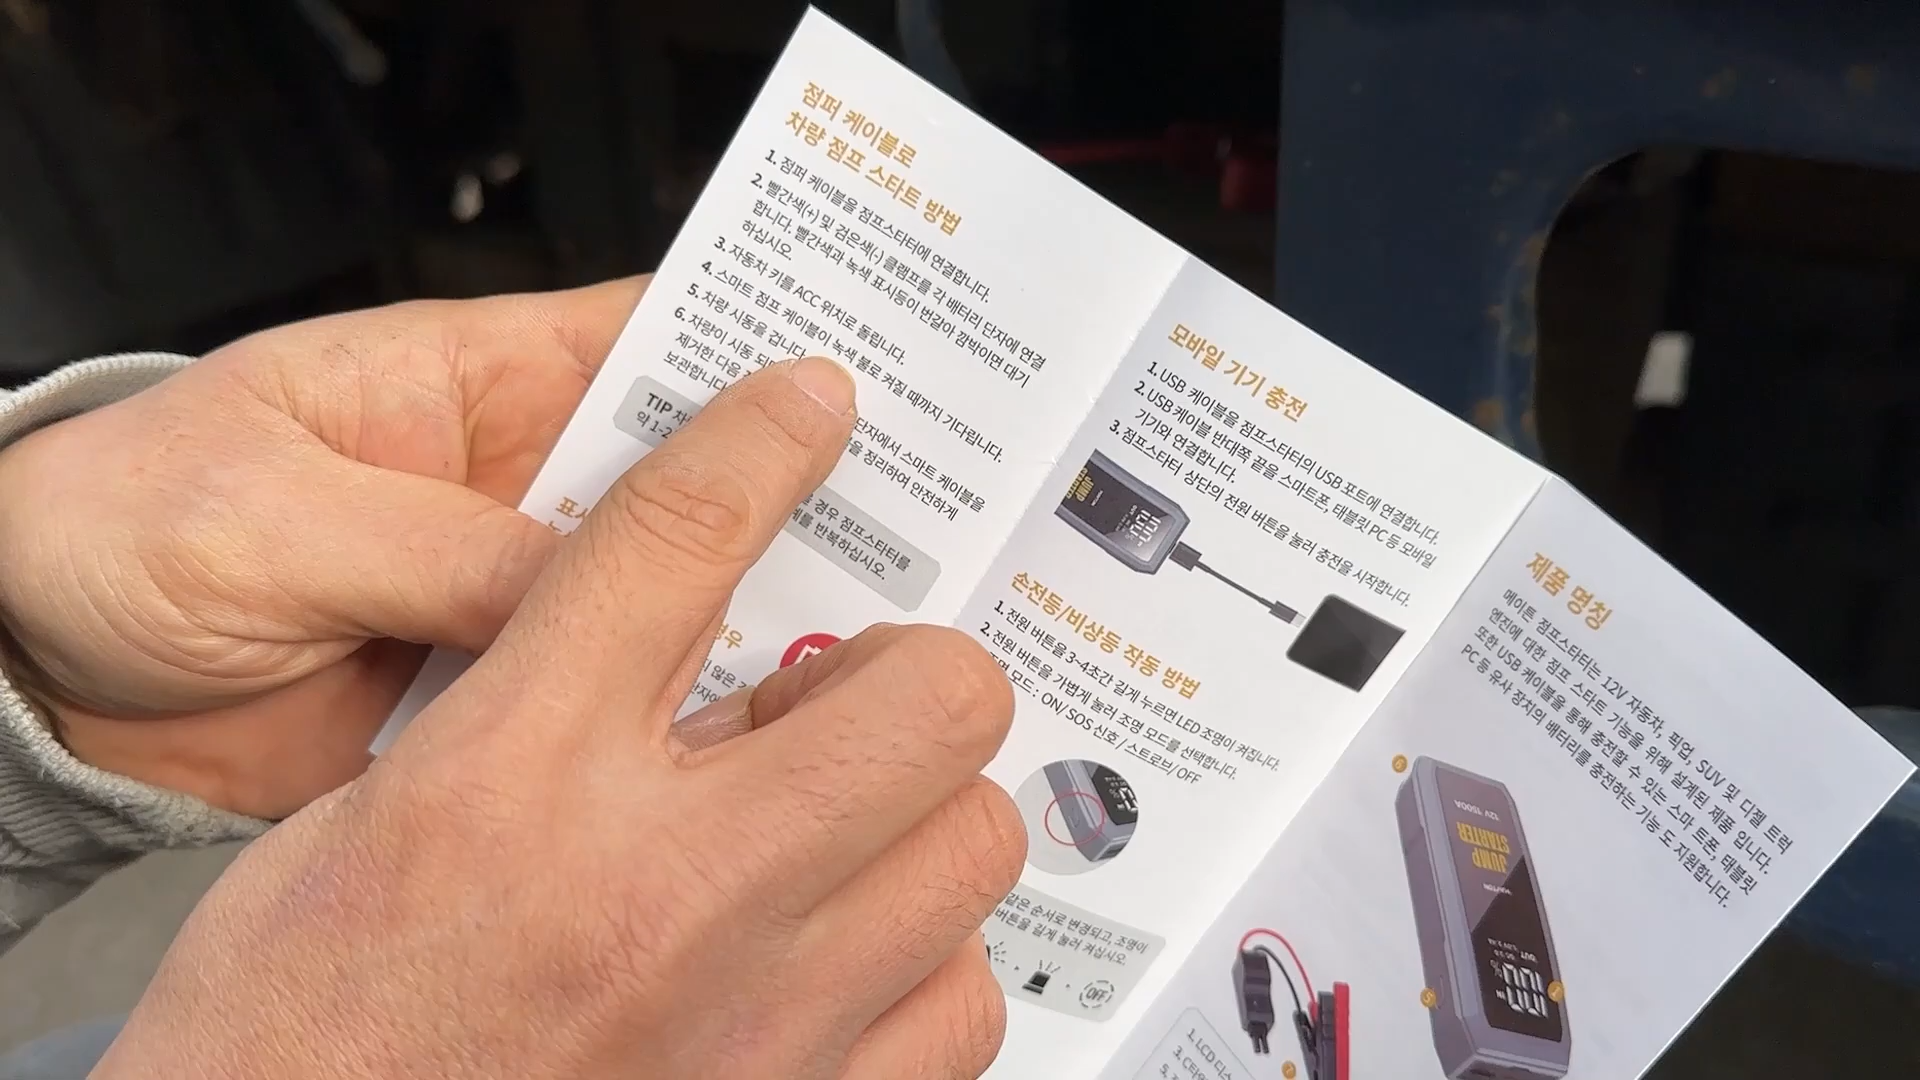 점퍼 케이블로
차량 점프 스타트 방법
1. 점퍼 케이블을 점프스타터에 연결합니다.
2. 빨간색(+) 및 검은색(-) 클램프를 각 배터리 단자에 연결
합니다. 빨간색과 녹색 표시등이 번갈아 깜박이면 대기
하십시오.
3. 자동차 키를 ACC 위치로 돌립니다.
4. 스마트 점프 케이블이 녹색 불로 켜질 때까지 기다립니다.
5. 차량 시동을 겁니다.
6. 차량이 시동 단자에서 스마트 케이블을
제거한 다음 정리하여 안전하게
보관합니다
TIP 경우 점프스타터를
약 1-2 반복하십시오.
모바일 기기 충전
1. USB 케이블을 점프스타터의 USB 포트에 연결합니다.
2. USB 케이블 반대쪽 끝을 스마트폰, 태블릿 PC 등 모바일
기기와 연결합니다.
3. 점프스타터 상단의 전원 버튼을 눌러 충전을 시작합니다.
손전등/비상등 작동 방법
1. 전원 버튼을 3~4초간 길게 누르면 LED 조명이 켜집니다.
2. 전원 버튼을 가볍게 눌러 조명 모드를 선택합니다.
조명 모드 : ON/ SOS 신호 / 스트로브/ OFF
같은 순서로 변경되고, 조명이
버튼을 길게 눌러 켜십시오.
OFF
제품 명칭
메이트 점프스타터는 12V 자동차, 픽업, SUV 및 디젤 트럭
엔진에 대한 점프 스타트 기능을 위해 설계된 제품 입니다.
또한 USB 케이블을 통해 충전할 수 있는 스마 트폰, 태블릿
PC 등 유사 장치의 배터리를 충전하는 기능 도 지원합니다.
12V 1500A
JUMP
STARTER
100
1. LCD 디스